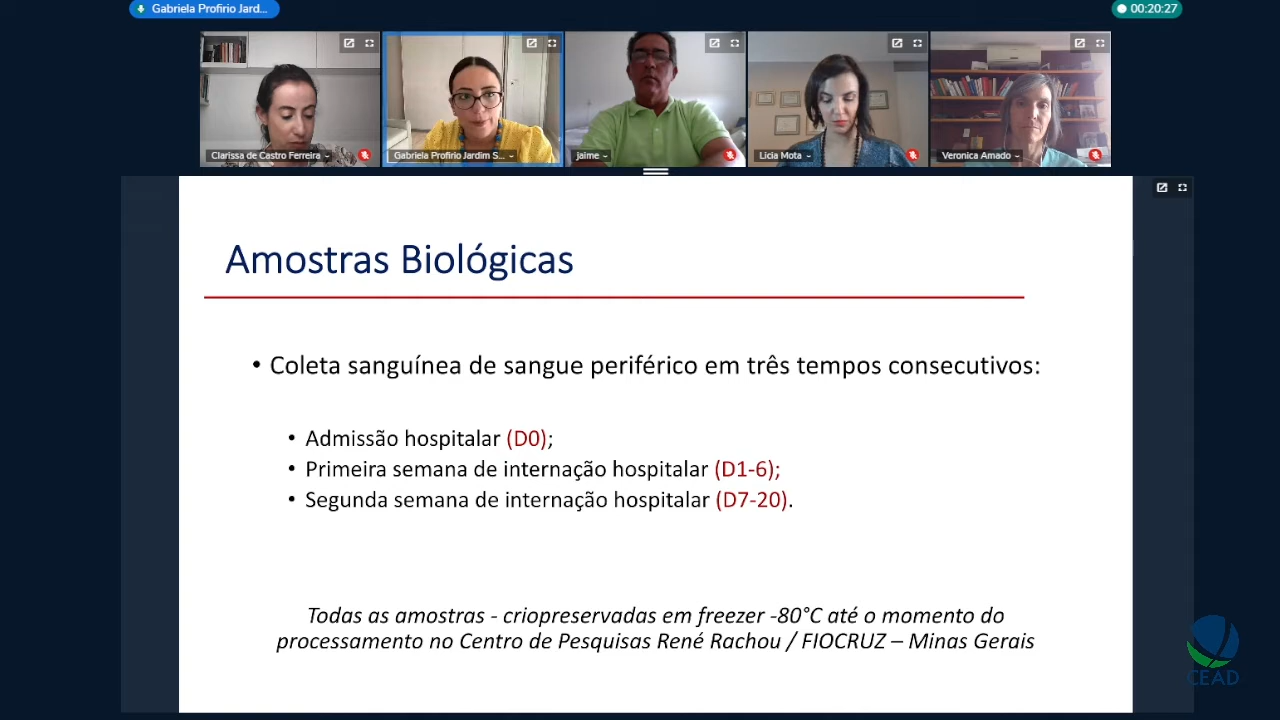 Gabriela Profirio Jard...
00:20:27
Clarissa de Castro Ferreira
Gabriela Profirio Jardim S...
jaime
Licia Mota
Veronica Amado
Amostras Biológicas
• Coleta sanguínea de sangue periférico em três tempos consecutivos:
• Admissão hospitalar (D0);
• Primeira semana de internação hospitalar (D1-6);
• Segunda semana de internação hospitalar (D7-20).
Todas as amostras - criopreservadas em freezer -80°C até o momento do
processamento no Centro de Pesquisas René Rachou / FIOCRUZ – Minas Gerais
CEAD